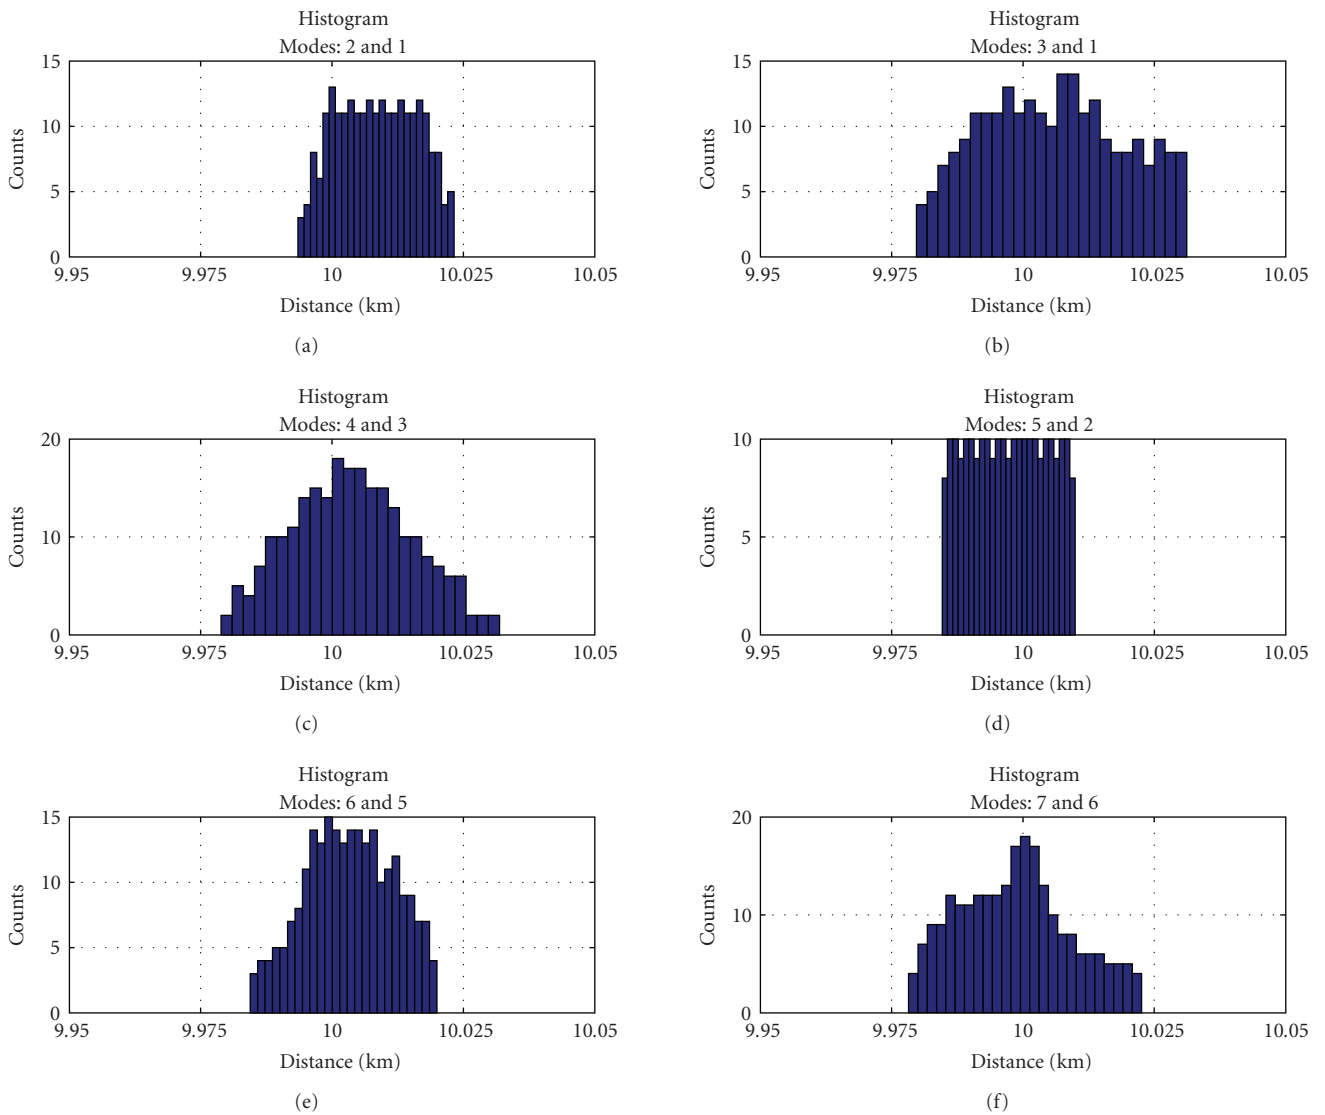 Histogram
Modes: 2 and 1
15
10
5
0
Counts
9.95 9.975 10 10.025 10.05
Distance (km)
(a)
Histogram
Modes: 3 and 1
15
10
5
0
Counts
9.95 9.975 10 10.025 10.05
Distance (km)
(b)
Histogram
Modes: 4 and 3
20
10
0
Counts
9.95 9.975 10 10.025 10.05
Distance (km)
(c)
Histogram
Modes: 5 and 2
10
5
0
Counts
9.95 9.975 10 10.025 10.05
Distance (km)
(d)
Histogram
Modes: 6 and 5
15
10
5
0
Counts
9.95 9.975 10 10.025 10.05
Distance (km)
(e)
Histogram
Modes: 7 and 6
20
10
0
Counts
9.95 9.975 10 10.025 10.05
Distance (km)
(f)